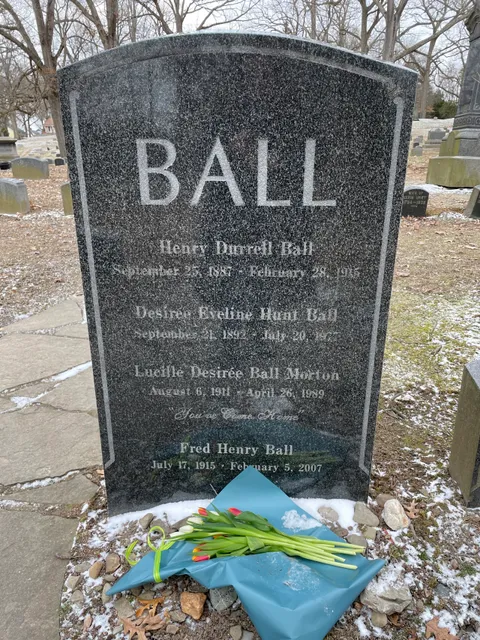 BALL
Henry Durrell Ball
September 25, 1887 - February 28, 1915
Desirée Eveline Hunt Ball
September 21, 1892 - July 20, 1977
Lucille Desirée Ball Morton
August 6, 1911 - April 26, 1989
You've Come Home
Fred Henry Ball
July 17, 1915 - February 5, 2007